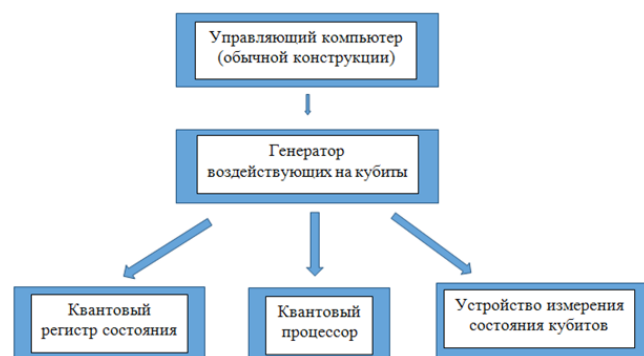 Управляющий компьютер
(обычной конструкции)
Генератор
воздействующих на кубиты
Квантовый
регистр состояния
Квантовый
процессор
Устройство измерения
состояния кубитов